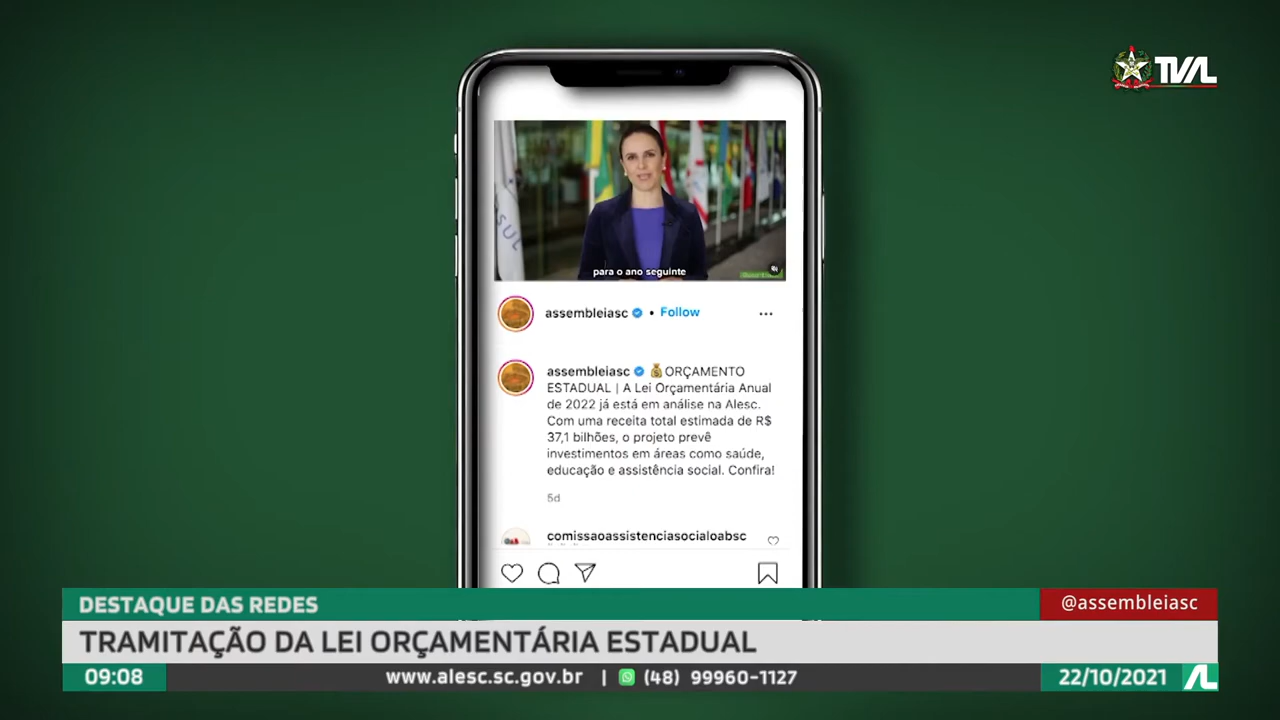 TVAL
SUL
para o ano seguinte
assembleiasc • Follow
assembleiasc 💰ORÇAMENTO
ESTADUAL | A Lei Orçamentária Anual
de 2022 já está em análise na Alesc.
Com uma receita total estimada de R$
37,1 bilhões, o projeto prevê
investimentos em áreas como saúde,
educação e assistência social. Confira!
5d
comissaoassistenciasocialoabsc
DESTAQUE DAS REDES
@assembleiasc
TRAMITAÇÃO DA LEI ORÇAMENTÁRIA ESTADUAL
09:08
www.alesc.sc.gov.br | (48) 99960-1127
22/10/2021
AL